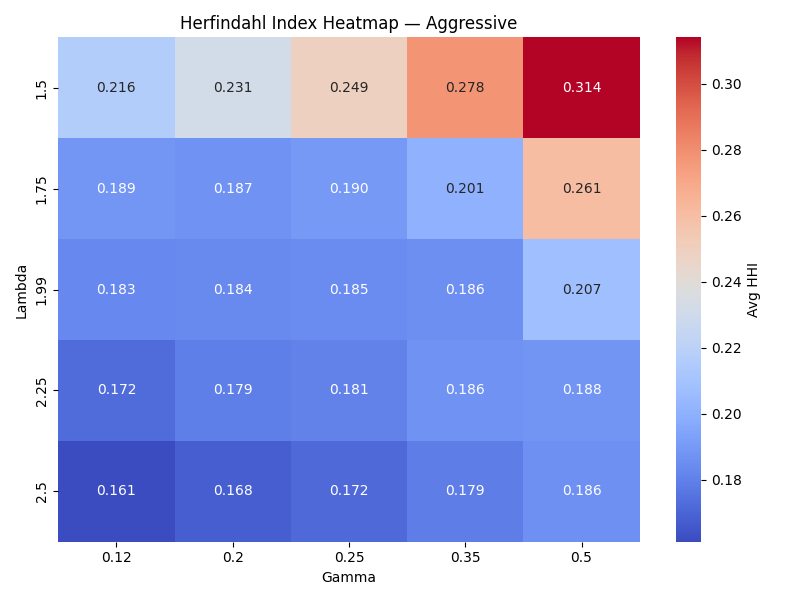 Herfindahl Index Heatmap — Aggressive
1.5 0.216 0.231 0.249 0.278 0.314
1.75 0.189 0.187 0.190 0.201 0.261
1.99 0.183 0.184 0.185 0.186 0.207
2.25 0.172 0.179 0.181 0.186 0.188
2.5 0.161 0.168 0.172 0.179 0.186
Lambda
0.12 0.2 0.25 0.35 0.5
Gamma
0.30
0.28
0.26
0.24
0.22
0.20
0.18
Avg HHI